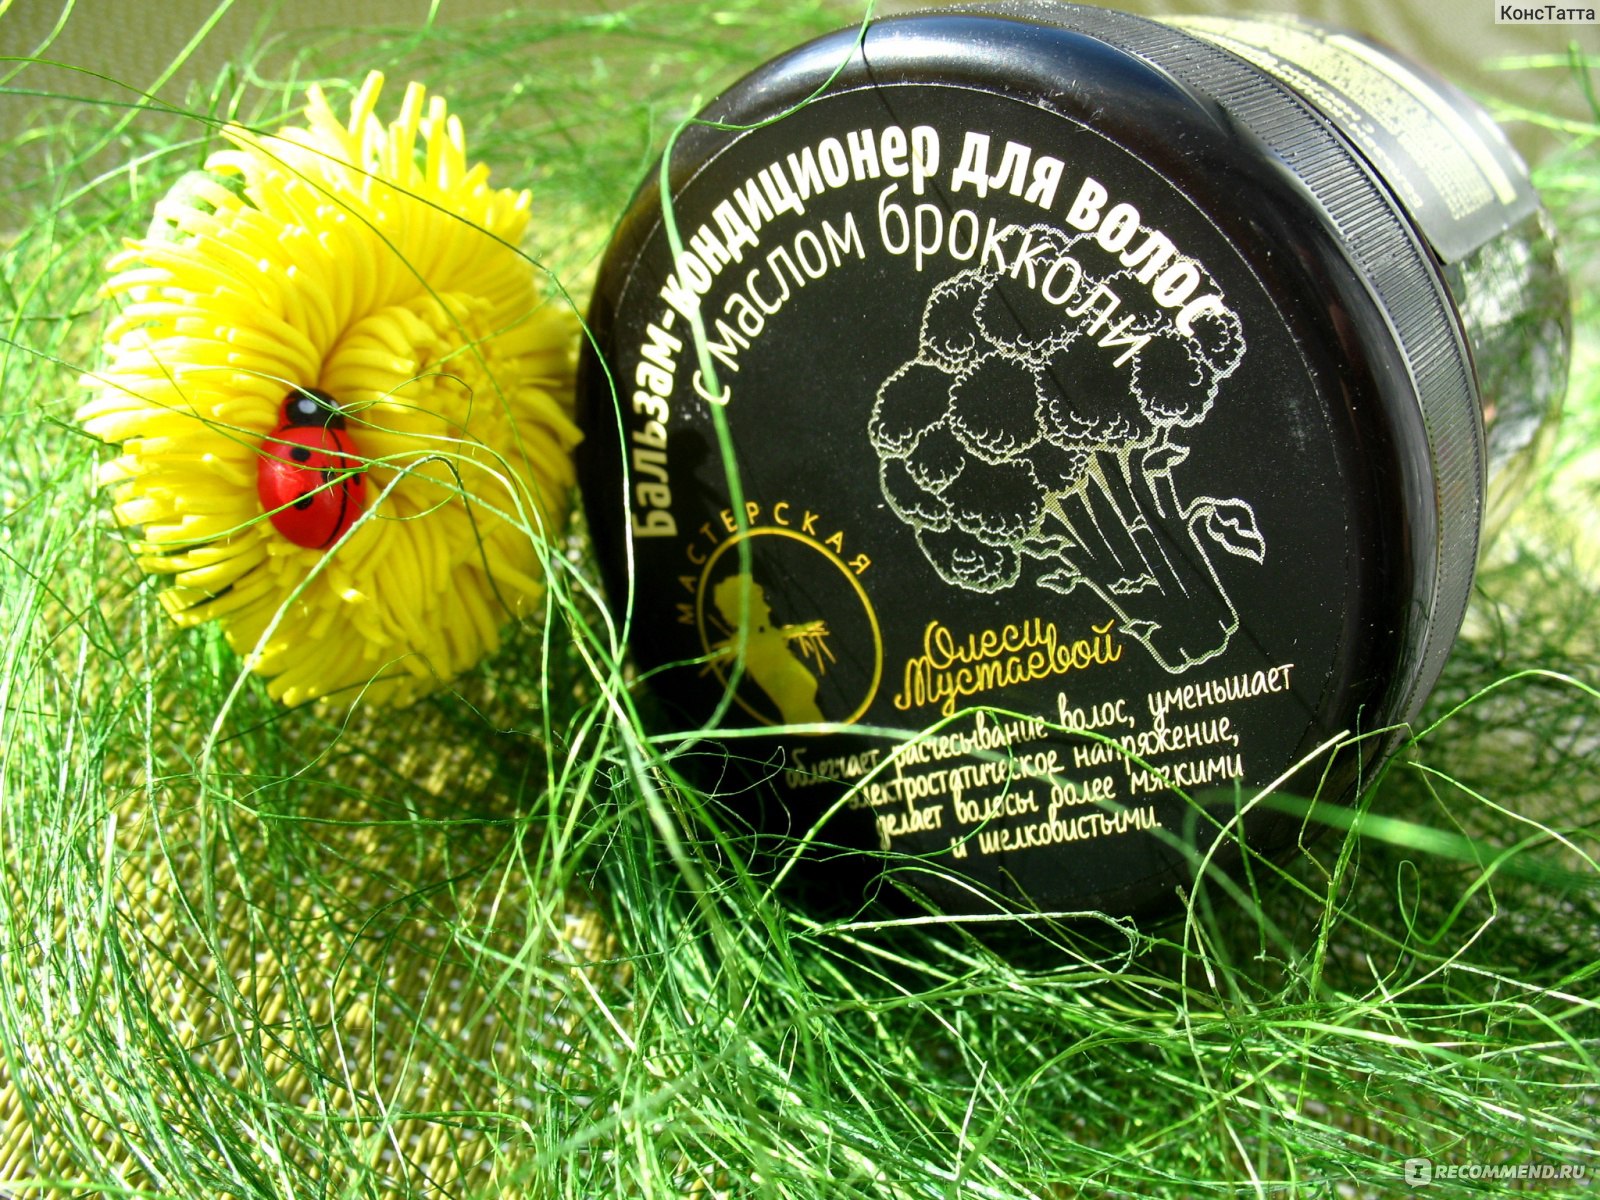 КонсТатта
Бальзам-кондиционер для волос
с маслом брокколи
МАСТЕРСКАЯ
Олеси
Мустаевой
облегчает расчесывание волос, уменьшает
электростатическое напряжение,
делает волосы более мягкими
и шелковистыми.
RECOMMEND.RU